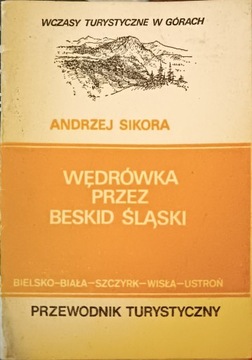 WCZASY TURYSTYCZNE W GÓRACH
ANDRZEJ SIKORA
WĘDRÓWKA
PRZEZ
BESKID ŚLĄSKI
BIELSKO–BIAŁA–SZCZYRK–WISŁA–USTROŃ
PRZEWODNIK TURYSTYCZNY